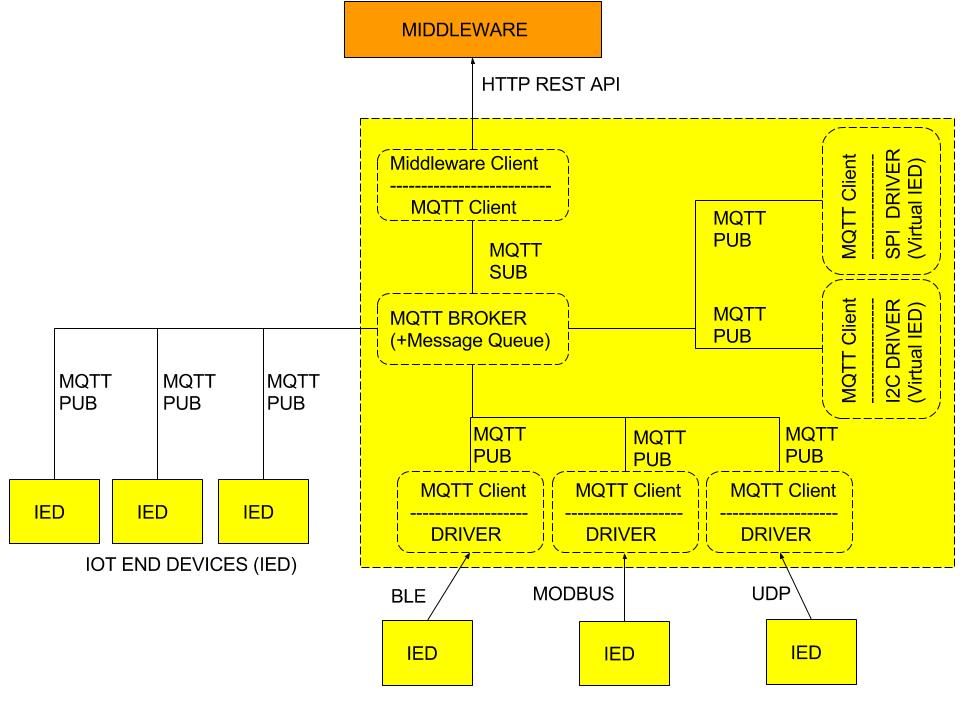 MIDDLEWARE
HTTP REST API
Middleware Client
---------------------------
MQTT Client
MQTT
SUB
MQTT BROKER
(+Message Queue)
MQTT
PUB
MQTT
PUB
MQTT Client
SPI DRIVER
(Virtual IED)
MQTT Client
I2C DRIVER
(Virtual IED)
MQTT
PUB
MQTT
PUB
MQTT
PUB
IED
IED
IED
IOT END DEVICES (IED)
MQTT
PUB
MQTT
PUB
MQTT
PUB
MQTT Client
--------------------
DRIVER
MQTT Client
--------------------
DRIVER
MQTT Client
--------------------
DRIVER
BLE
MODBUS
UDP
IED
IED
IED